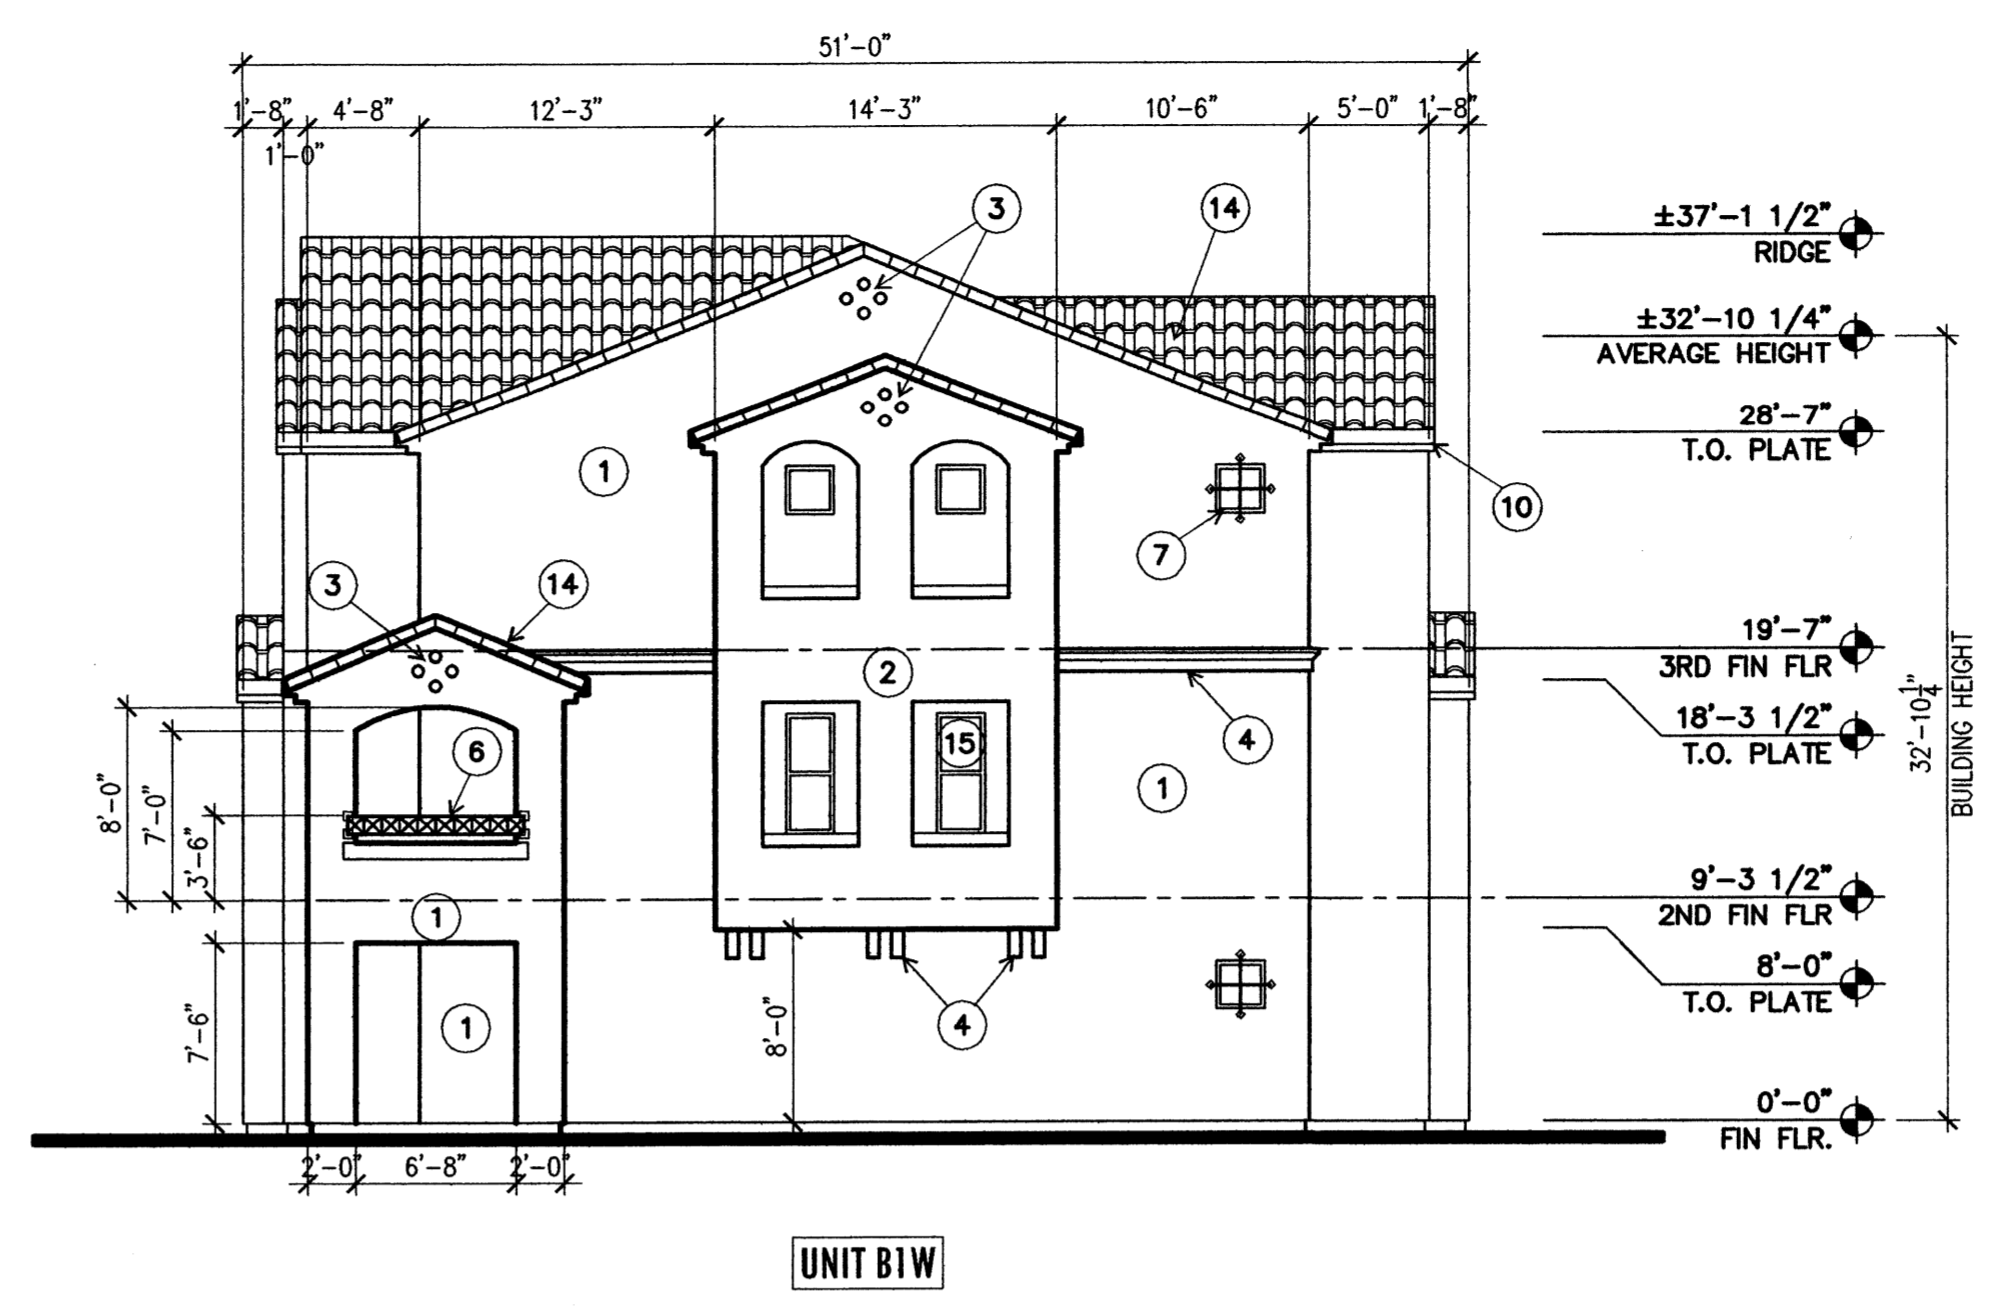 51'-0"
1'-8" 4'-8" 12'-3" 14'-3" 10'-6" 5'-0" 1'-8"
1'-0"
3 14
±37'-1 1/2"
RIDGE
±32'-10 1/4"
AVERAGE HEIGHT
28'-7"
T.O. PLATE
1
10
7
3 14
19'-7"
3RD FIN FLR
2
18'-3 1/2"
T.O. PLATE
6 15 4
1
32'-10 1/4"
BUILDING HEIGHT
8'-0"
7'-0"
3'-6"
9'-3 1/2"
2ND FIN FLR
1
8'-0"
T.O. PLATE
7'-6"
1
8'-0"
4
0'-0"
FIN FLR.
2'-0" 6'-8" 2'-0"
UNIT B1W